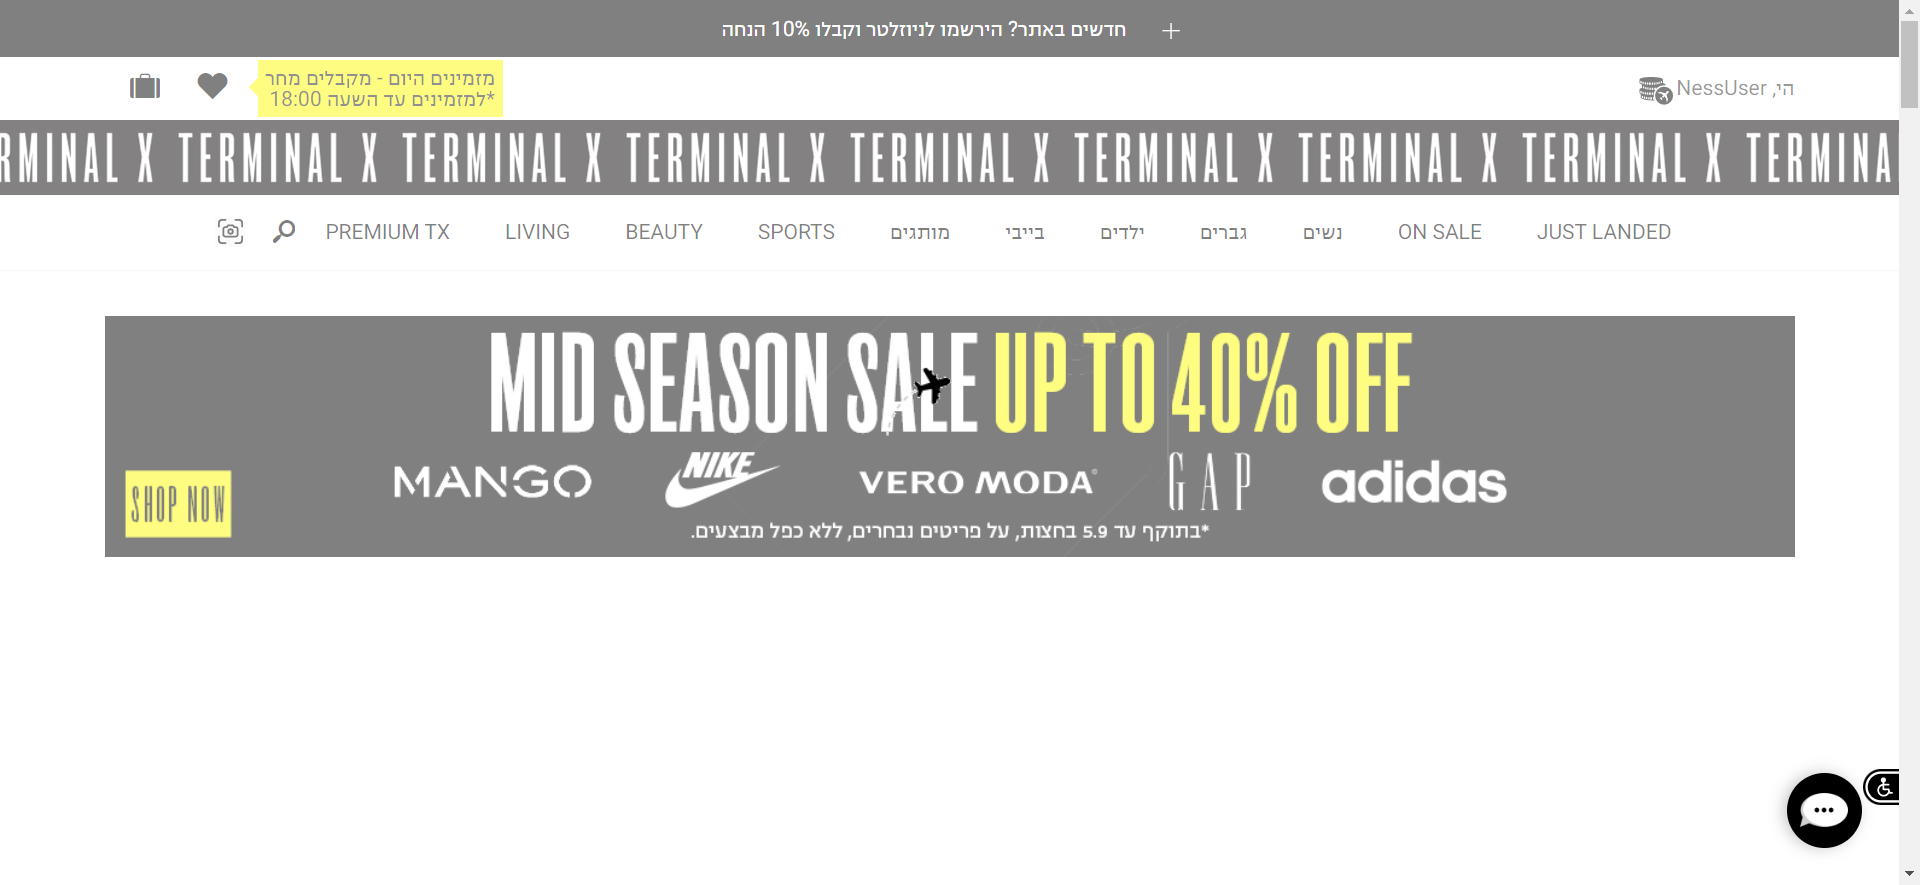 חדשים באתר? הירשמו לניוזלטר וקבלו 10% הנחה +
היי, NessUser
מזמינים היום - מקבלים מחר
*למזמינים עד השעה 18:00
RMINAL X TERMINAL X TERMINAL X TERMINAL X TERMINAL X TERMINAL X TERMINAL X TERMINAL X TERMINA
PREMIUM TX LIVING BEAUTY SPORTS מותגים בייבי ילדים גברים נשים ON SALE JUST LANDED
MID SEASON SALE UP TO 40% OFF
MANGO NIKE VERO MODA® GAP adidas
SHOP NOW
*בתוקף עד 5.9 בחצות, על פריטים נבחרים, ללא כפל מבצעים.